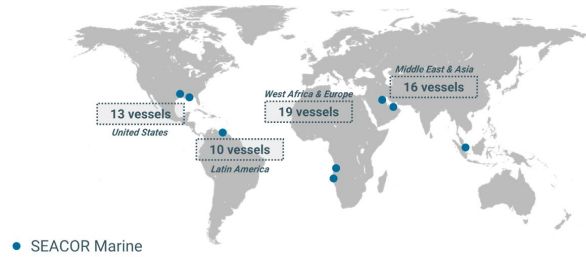 Middle East & Asia
16 vessels
West Africa & Europe
19 vessels
13 vessels
United States
10 vessels
Latin America
SEACOR Marine